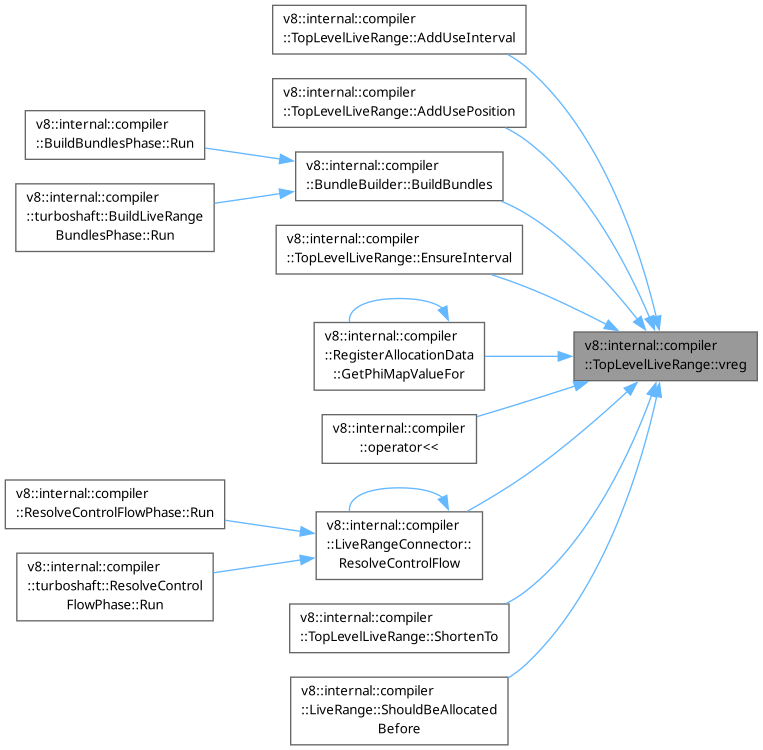 v8::internal::compiler
::TopLevelLiveRange::AddUseInterval
v8::internal::compiler
::TopLevelLiveRange::AddUsePosition
v8::internal::compiler
::BuildBundlesPhase::Run
v8::internal::compiler
::BundleBuilder::BuildBundles
v8::internal::compiler
::turboshaft::BuildLiveRange
BundlesPhase::Run
v8::internal::compiler
::TopLevelLiveRange::EnsureInterval
v8::internal::compiler
::RegisterAllocationData
::GetPhiMapValueFor
v8::internal::compiler
::TopLevelLiveRange::vreg
v8::internal::compiler
::operator<<
v8::internal::compiler
::ResolveControlFlowPhase::Run
v8::internal::compiler
::LiveRangeConnector::
ResolveControlFlow
v8::internal::compiler
::turboshaft::ResolveControl
FlowPhase::Run
v8::internal::compiler
::TopLevelLiveRange::ShortenTo
v8::internal::compiler
::LiveRange::ShouldBeAllocated
Before